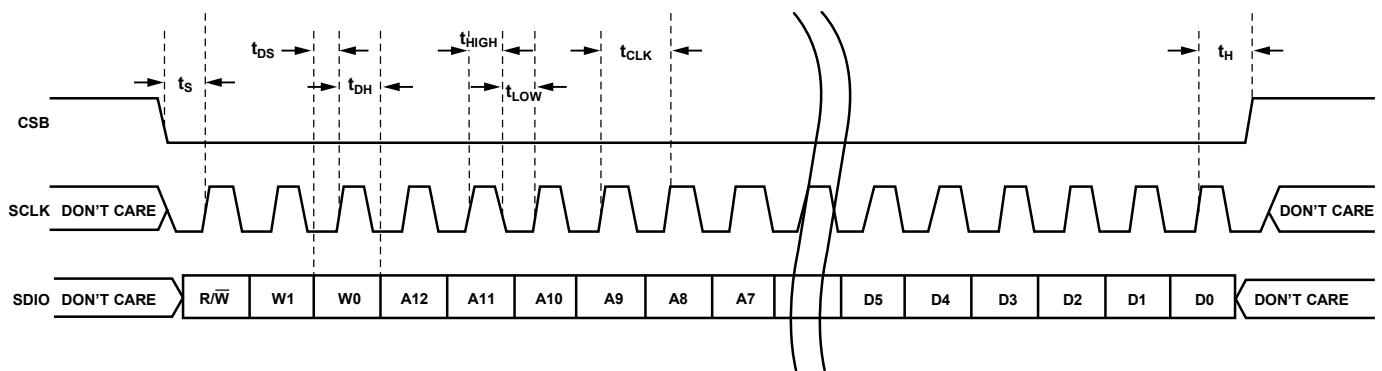 tDS
tHIGH
tCLK
tH
tS
tDH
tLOW
CSB
SCLK DON'T CARE DON'T CARE
SDIO DON'T CARE R/W̅ W1 W0 A12 A11 A10 A9 A8 A7 D5 D4 D3 D2 D1 D0 DON'T CARE